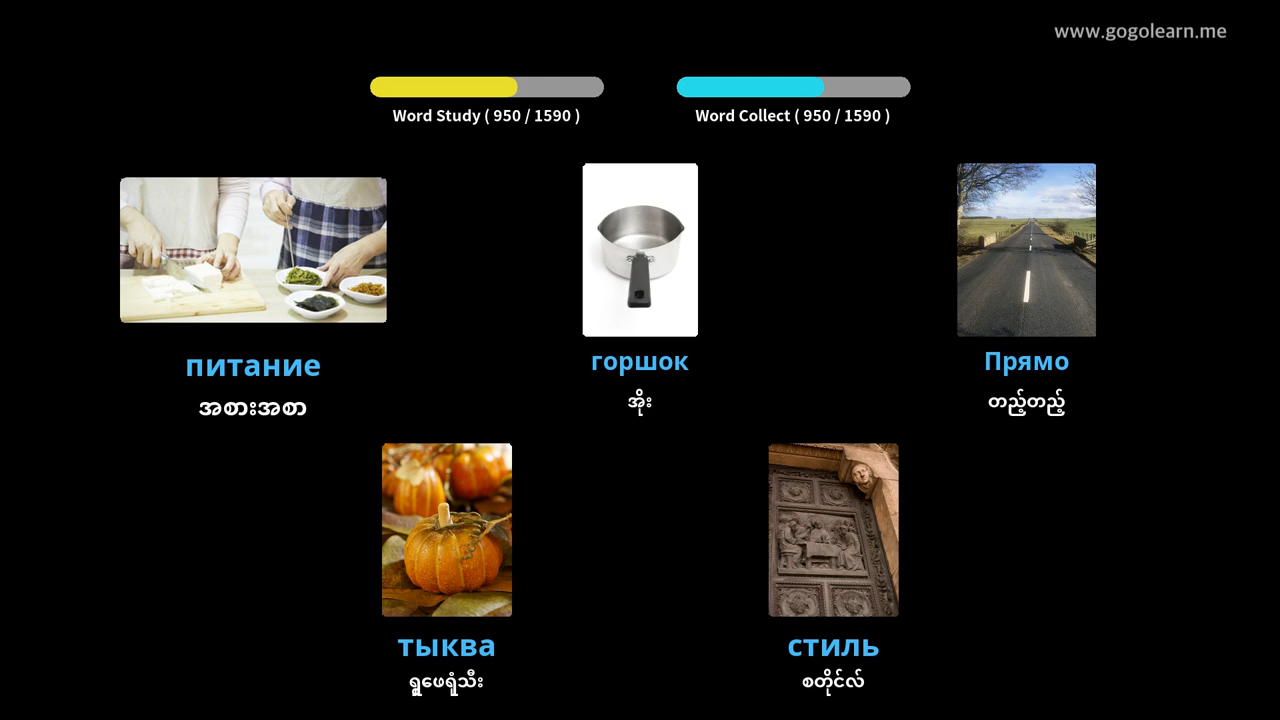 www.gogolearn.me
Word Study ( 950 / 1590 )
Word Collect ( 950 / 1590 )
питание
အစားအစာ
горшок
အိုး
Прямо
တည့်တည့်
тыква
ရွှဖေရုံသီး
стиль
စတိုင်လ်